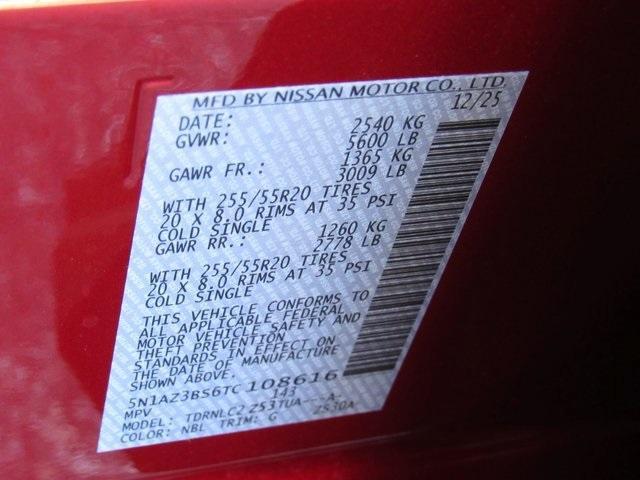 MFD BY NISSAN MOTOR CO., LTD.
DATE: 12/25
GVWR: 2540 KG
5600 LB
GAWR FR.: 1365 KG
3009 LB
WITH 255/55R20 TIRES
20 X 8.0 RIMS AT 35 PSI
COLD SINGLE
GAWR RR.: 1260 KG
2778 LB
WITH 255/55R20 TIRES
20 X 8.0 RIMS AT 35 PSI
COLD SINGLE
THIS VEHICLE CONFORMS TO
ALL APPLICABLE FEDERAL
MOTOR VEHICLE SAFETY AND
THEFT PREVENTION
STANDARDS IN EFFECT ON
THE DATE OF MANUFACTURE
SHOWN ABOVE.
5N1AZ3BS6TC108616
MPV 143
MODEL: TDRNLC2 Z53TUA---A-
COLOR: NBL TRIM: G Z530A